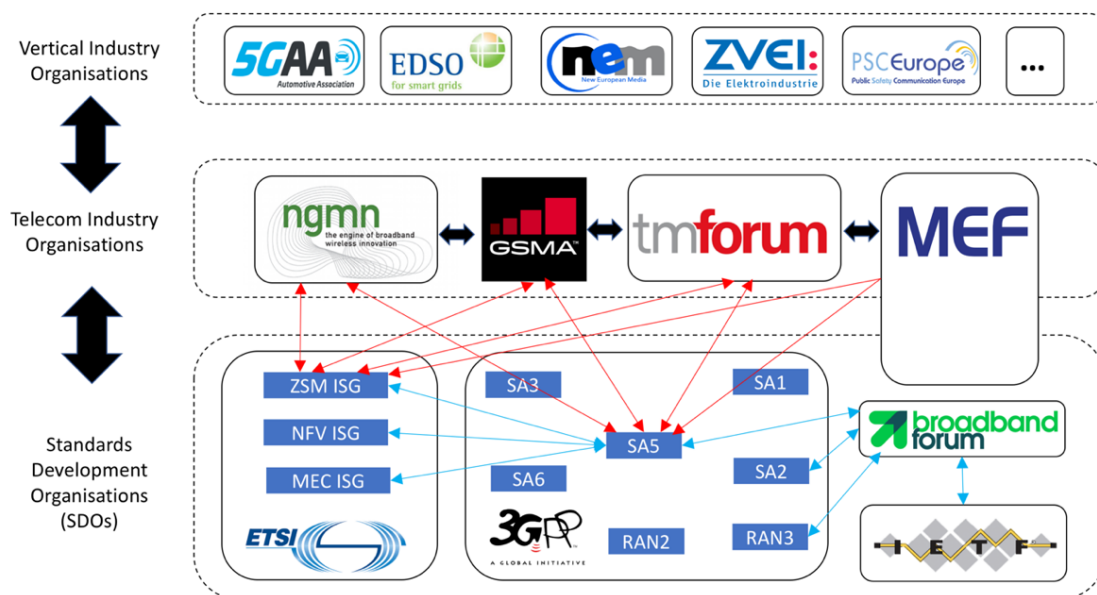 Vertical Industry
Organisations
5GAA
Automotive Association
EDSO
for smart grids
nem
New European Media
ZVEI:
Die Elektroindustrie
PSCEurope
Public Safety Communication Europe
...
Telecom Industry
Organisations
ngmn
the engine of broadband
wireless innovation
GSMA™
tmforum
MEF
Standards
Development
Organisations
(SDOs)
ZSM ISG
NFV ISG
MEC ISG
ETSI
SA3
SA1
SA5
SA6
SA2
3GPP™
A GLOBAL INITIATIVE
RAN2
RAN3
broadband
forum
IETF